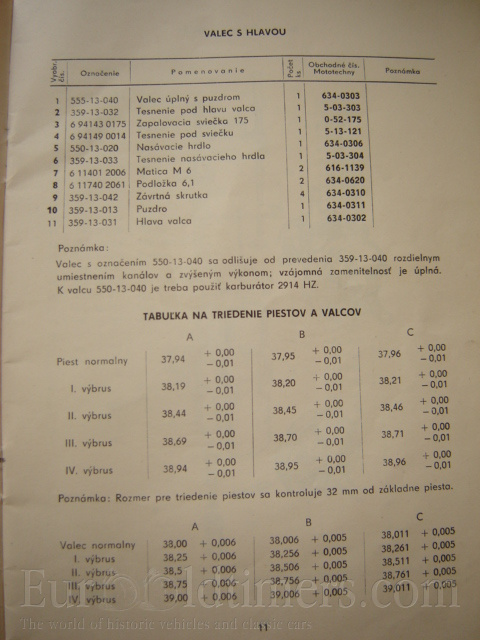 VALEC S HLAVOU
Výrobn. čís. Označenie Pomenovanie Počet ks Obchodné čís. Mototechny Poznámka
1 555-13-040 Valec úplný s puzdrom 1 634-0303
2 359-13-032 Tesnenie pod hlavu valca 1 5-03-303
3 6 94143 0175 Zapaľovacia sviečka 175 1 0-52-175
4 6 94149 0014 Tesnenie pod sviečku 1 5-13-121
5 550-13-020 Nasávacie hrdlo 1 634-0306
6 359-13-033 Tesnenie nasávacieho hrdla 1 5-03-304
7 6 11401 2006 Matica M 6 2 616-1139
8 6 11740 2061 Podložka 6,1 2 634-0620
9 359-13-042 Závrtná skrutka 4 634-0310
10 359-13-013 Puzdro 1 634-0311
11 359-13-031 Hlava valca 1 634-0302
Poznámka:
Valec s označením 550-13-040 sa odlišuje od prevedenia 359-13-040 rozdielnym
umiestnením kanálov a zvýšeným výkonom; vzájomná zameniteľnosť je úplná.
K valcu 550-13-040 je treba použiť karburátor 2914 HZ.
TABUĽKA NA TRIEDENIE PIESTOV A VALCOV
A B C
Piest normalny 37,94 + 0,00 − 0,01 37,95 + 0,00 − 0,01 37,96 + 0,00 − 0,01
I. výbrus 38,19 + 0,00 − 0,01 38,20 + 0,00 − 0,01 38,21 + 0,00 − 0,01
II. výbrus 38,44 + 0,00 − 0,01 38,45 + 0,00 − 0,01 38,46 + 0,00 − 0,01
III. výbrus 38,69 + 0,00 − 0,01 38,70 + 0,00 − 0,01 38,71 + 0,00 − 0,01
IV. výbrus 38,94 + 0,00 − 0,01 38,95 + 0,00 − 0,01 38,96 + 0,00 − 0,01
Poznámka: Rozmer pre triedenie piestov sa kontroluje 32 mm od základne piesta.
A B C
Valec normalny 38,00 + 0,006 38,006 + 0,005 38,011 + 0,005
I. výbrus 38,25 + 0,006 38,256 + 0,005 38,261 + 0,005
II. výbrus 38,5 + 0,006 38,506 + 0,005 38,511 + 0,005
III. výbrus 38,75 + 0,006 38,756 + 0,005 38,761 + 0,005
IV. výbrus 39,00 + 0,006 39,006 + 0,005 39,011 + 0,005
EuroOldtimers.com
The world of historic vehicles and classic cars
11